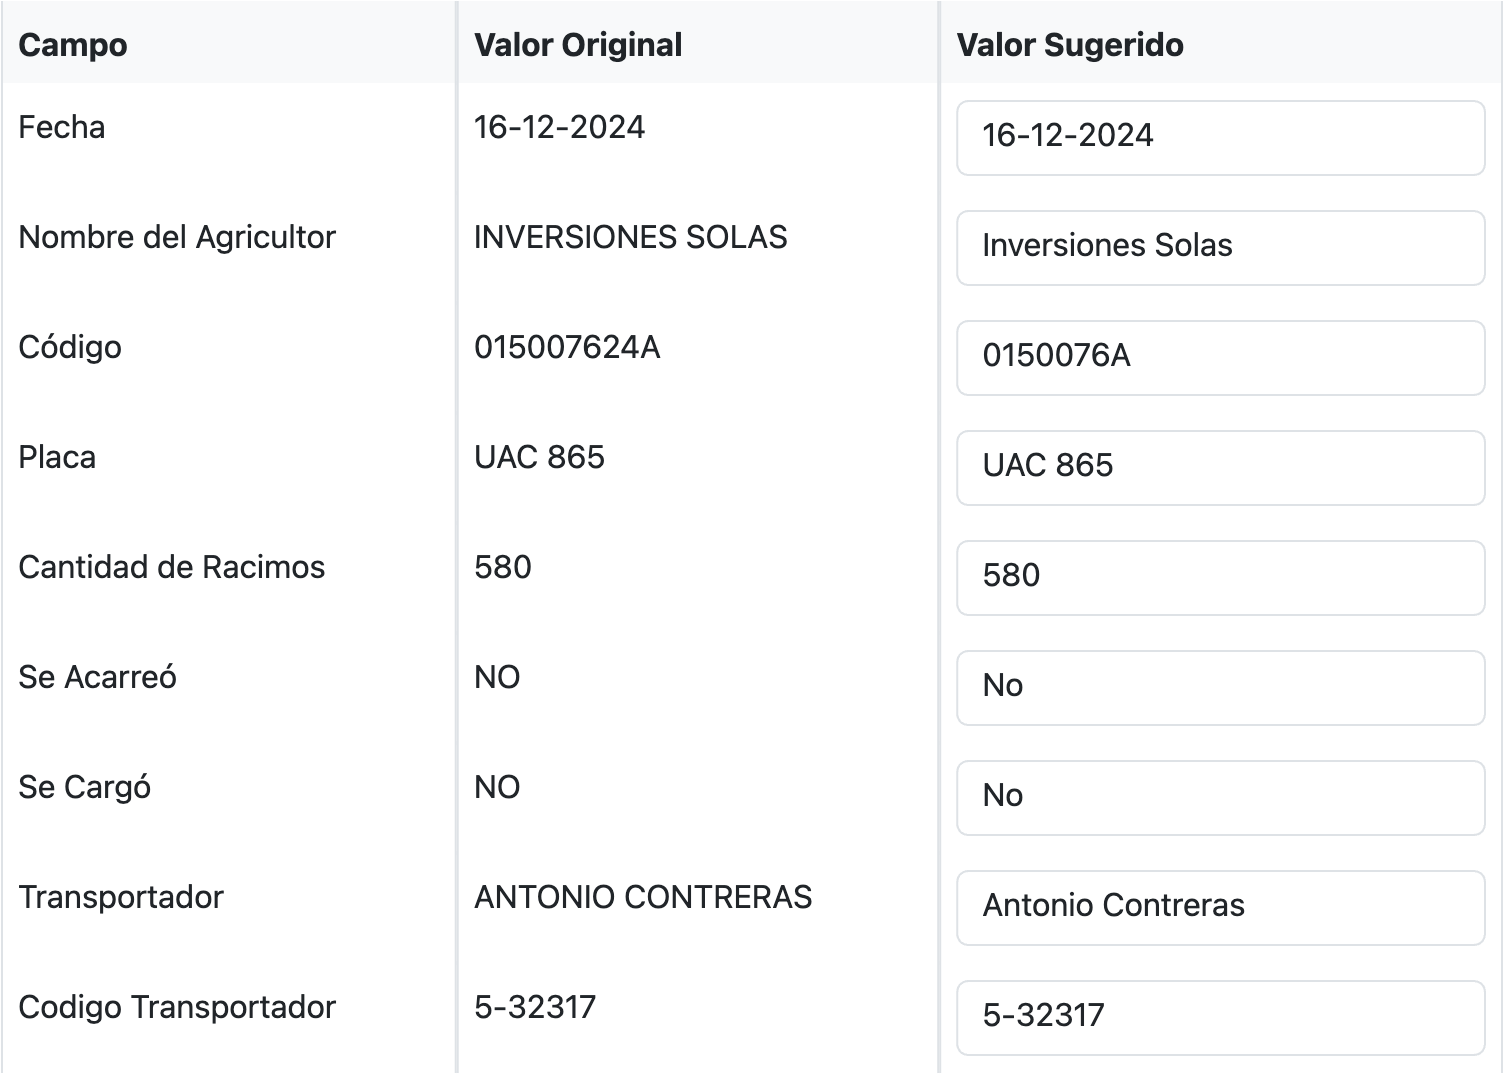 Campo Valor Original Valor Sugerido
Fecha 16-12-2024 16-12-2024
Nombre del Agricultor INVERSIONES SOLAS Inversiones Solas
Código 015007624A 0150076A
Placa UAC 865 UAC 865
Cantidad de Racimos 580 580
Se Acarreó NO No
Se Cargó NO No
Transportador ANTONIO CONTRERAS Antonio Contreras
Codigo Transportador 5-32317 5-32317